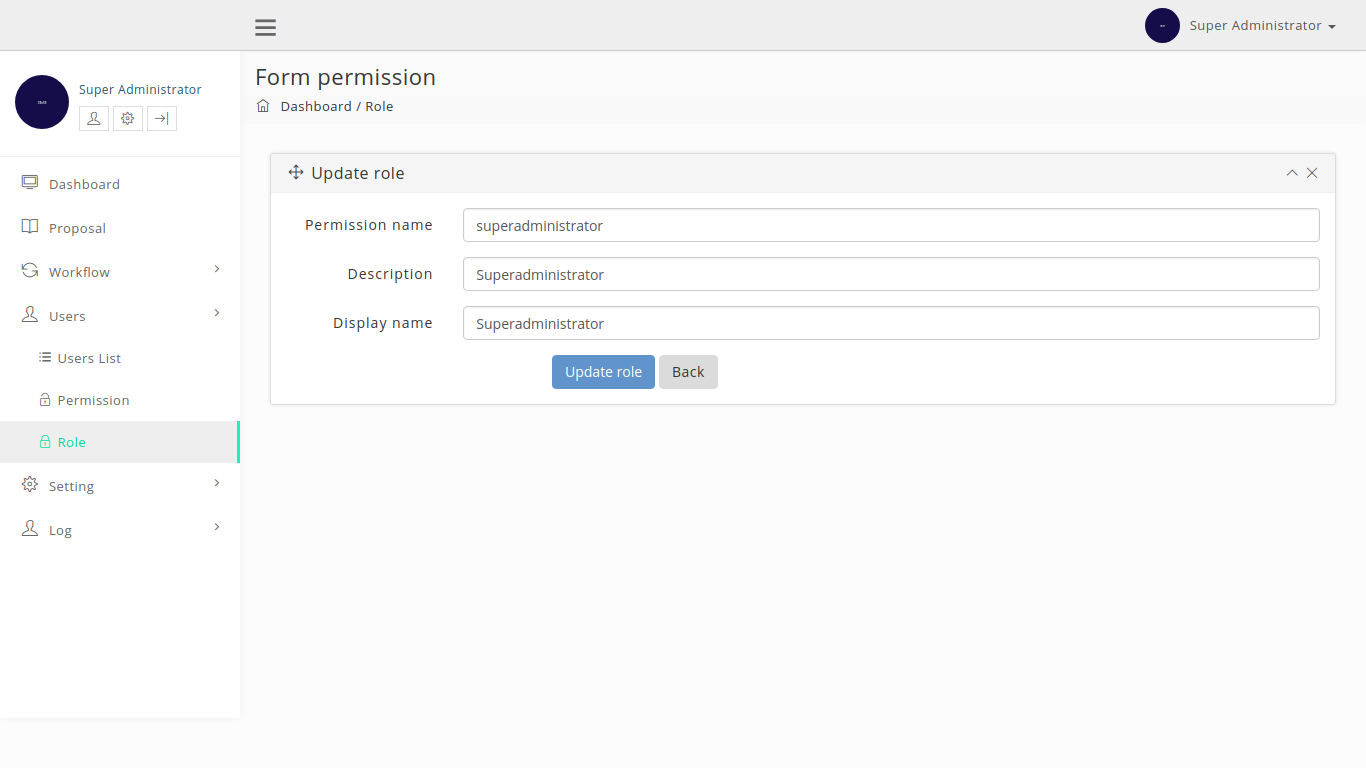 Super Administrator
Super Administrator
Form permission
Dashboard / Role
Dashboard
Proposal
Workflow
Users
Users List
Permission
Role
Setting
Log
Update role
Permission name superadministrator
Description Superadministrator
Display name Superadministrator
Update role Back